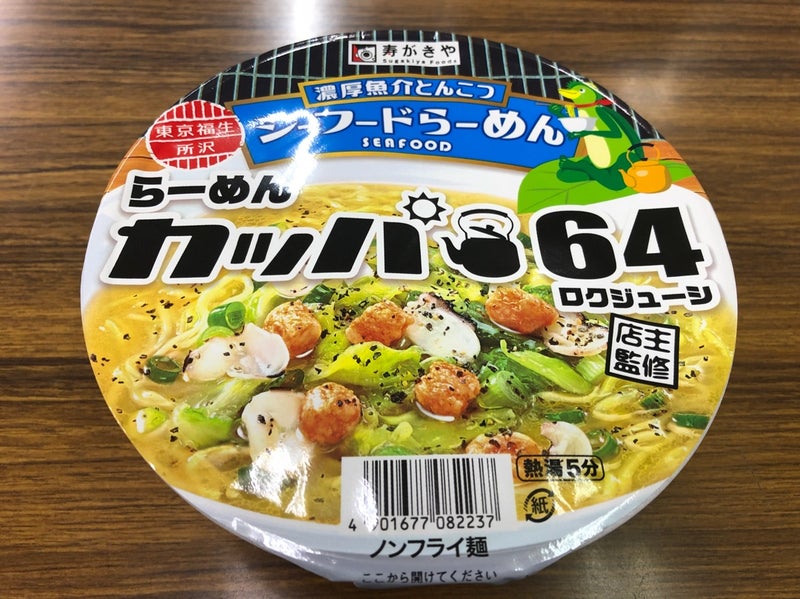 寿がきや
Sugakiya Foods
濃厚魚介とんこつ
シーフードらーめん
SEAFOOD
東京福生
所沢
らーめん
カッパ64
ロクジューシ
店主
監修
熱湯5分
紙
4 901677 082237
ノンフライ麺
ここから開けてください